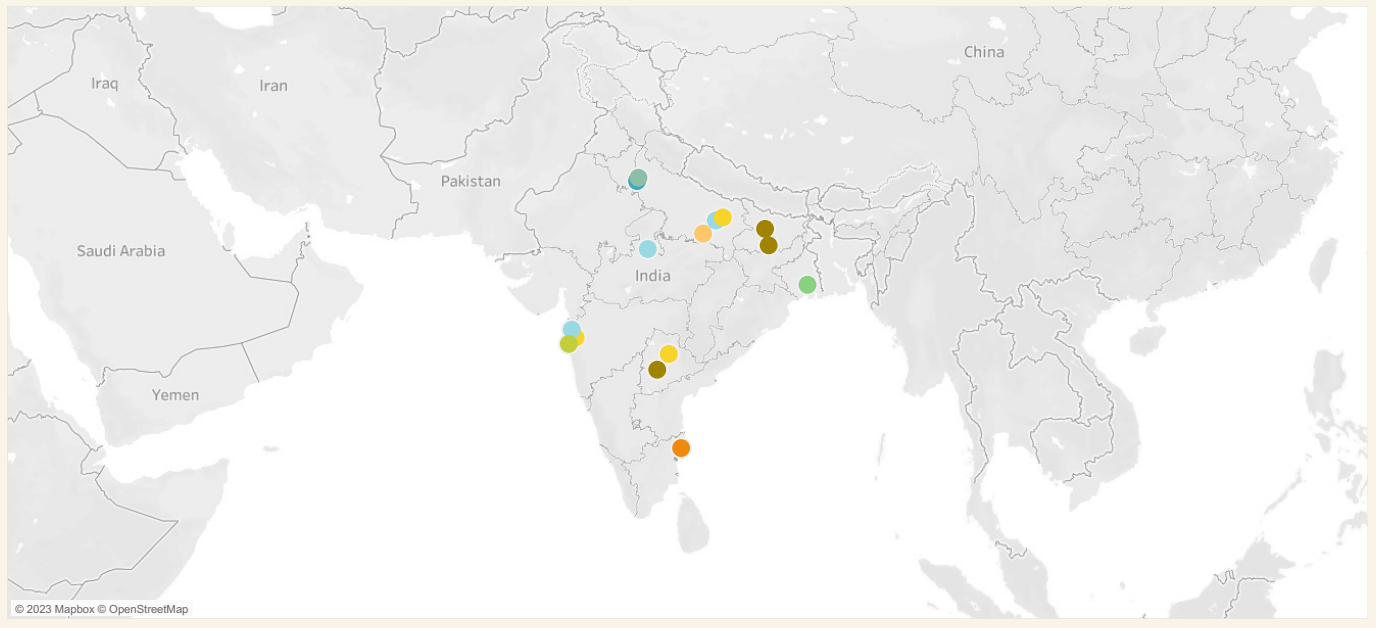 China
Iraq
Iran
Pakistan
Saudi Arabia
India
Yemen
© 2023 Mapbox © OpenStreetMap